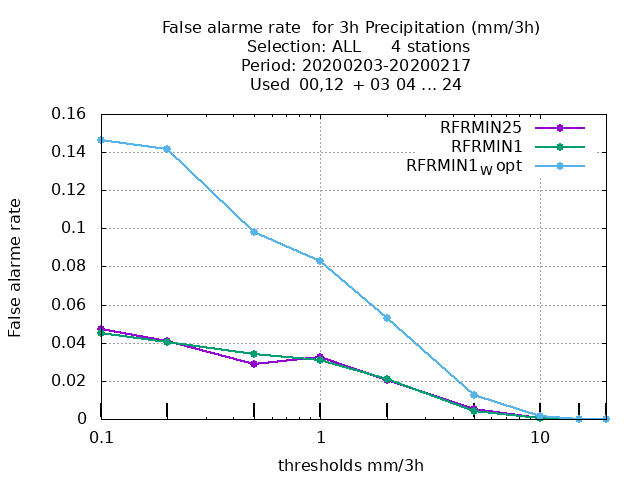 False alarme rate  for 3h Precipitation (mm/3h)
Selection: ALL      4 stations
Period: 20200203-20200217
Used  00,12  + 03 04 ... 24
RFRMIN25
RFRMIN1
RFRMIN1W opt
0.16
0.14
0.12
0.1
0.08
0.06
0.04
0.02
0
False alarme rate
0.1 1 10
thresholds mm/3h